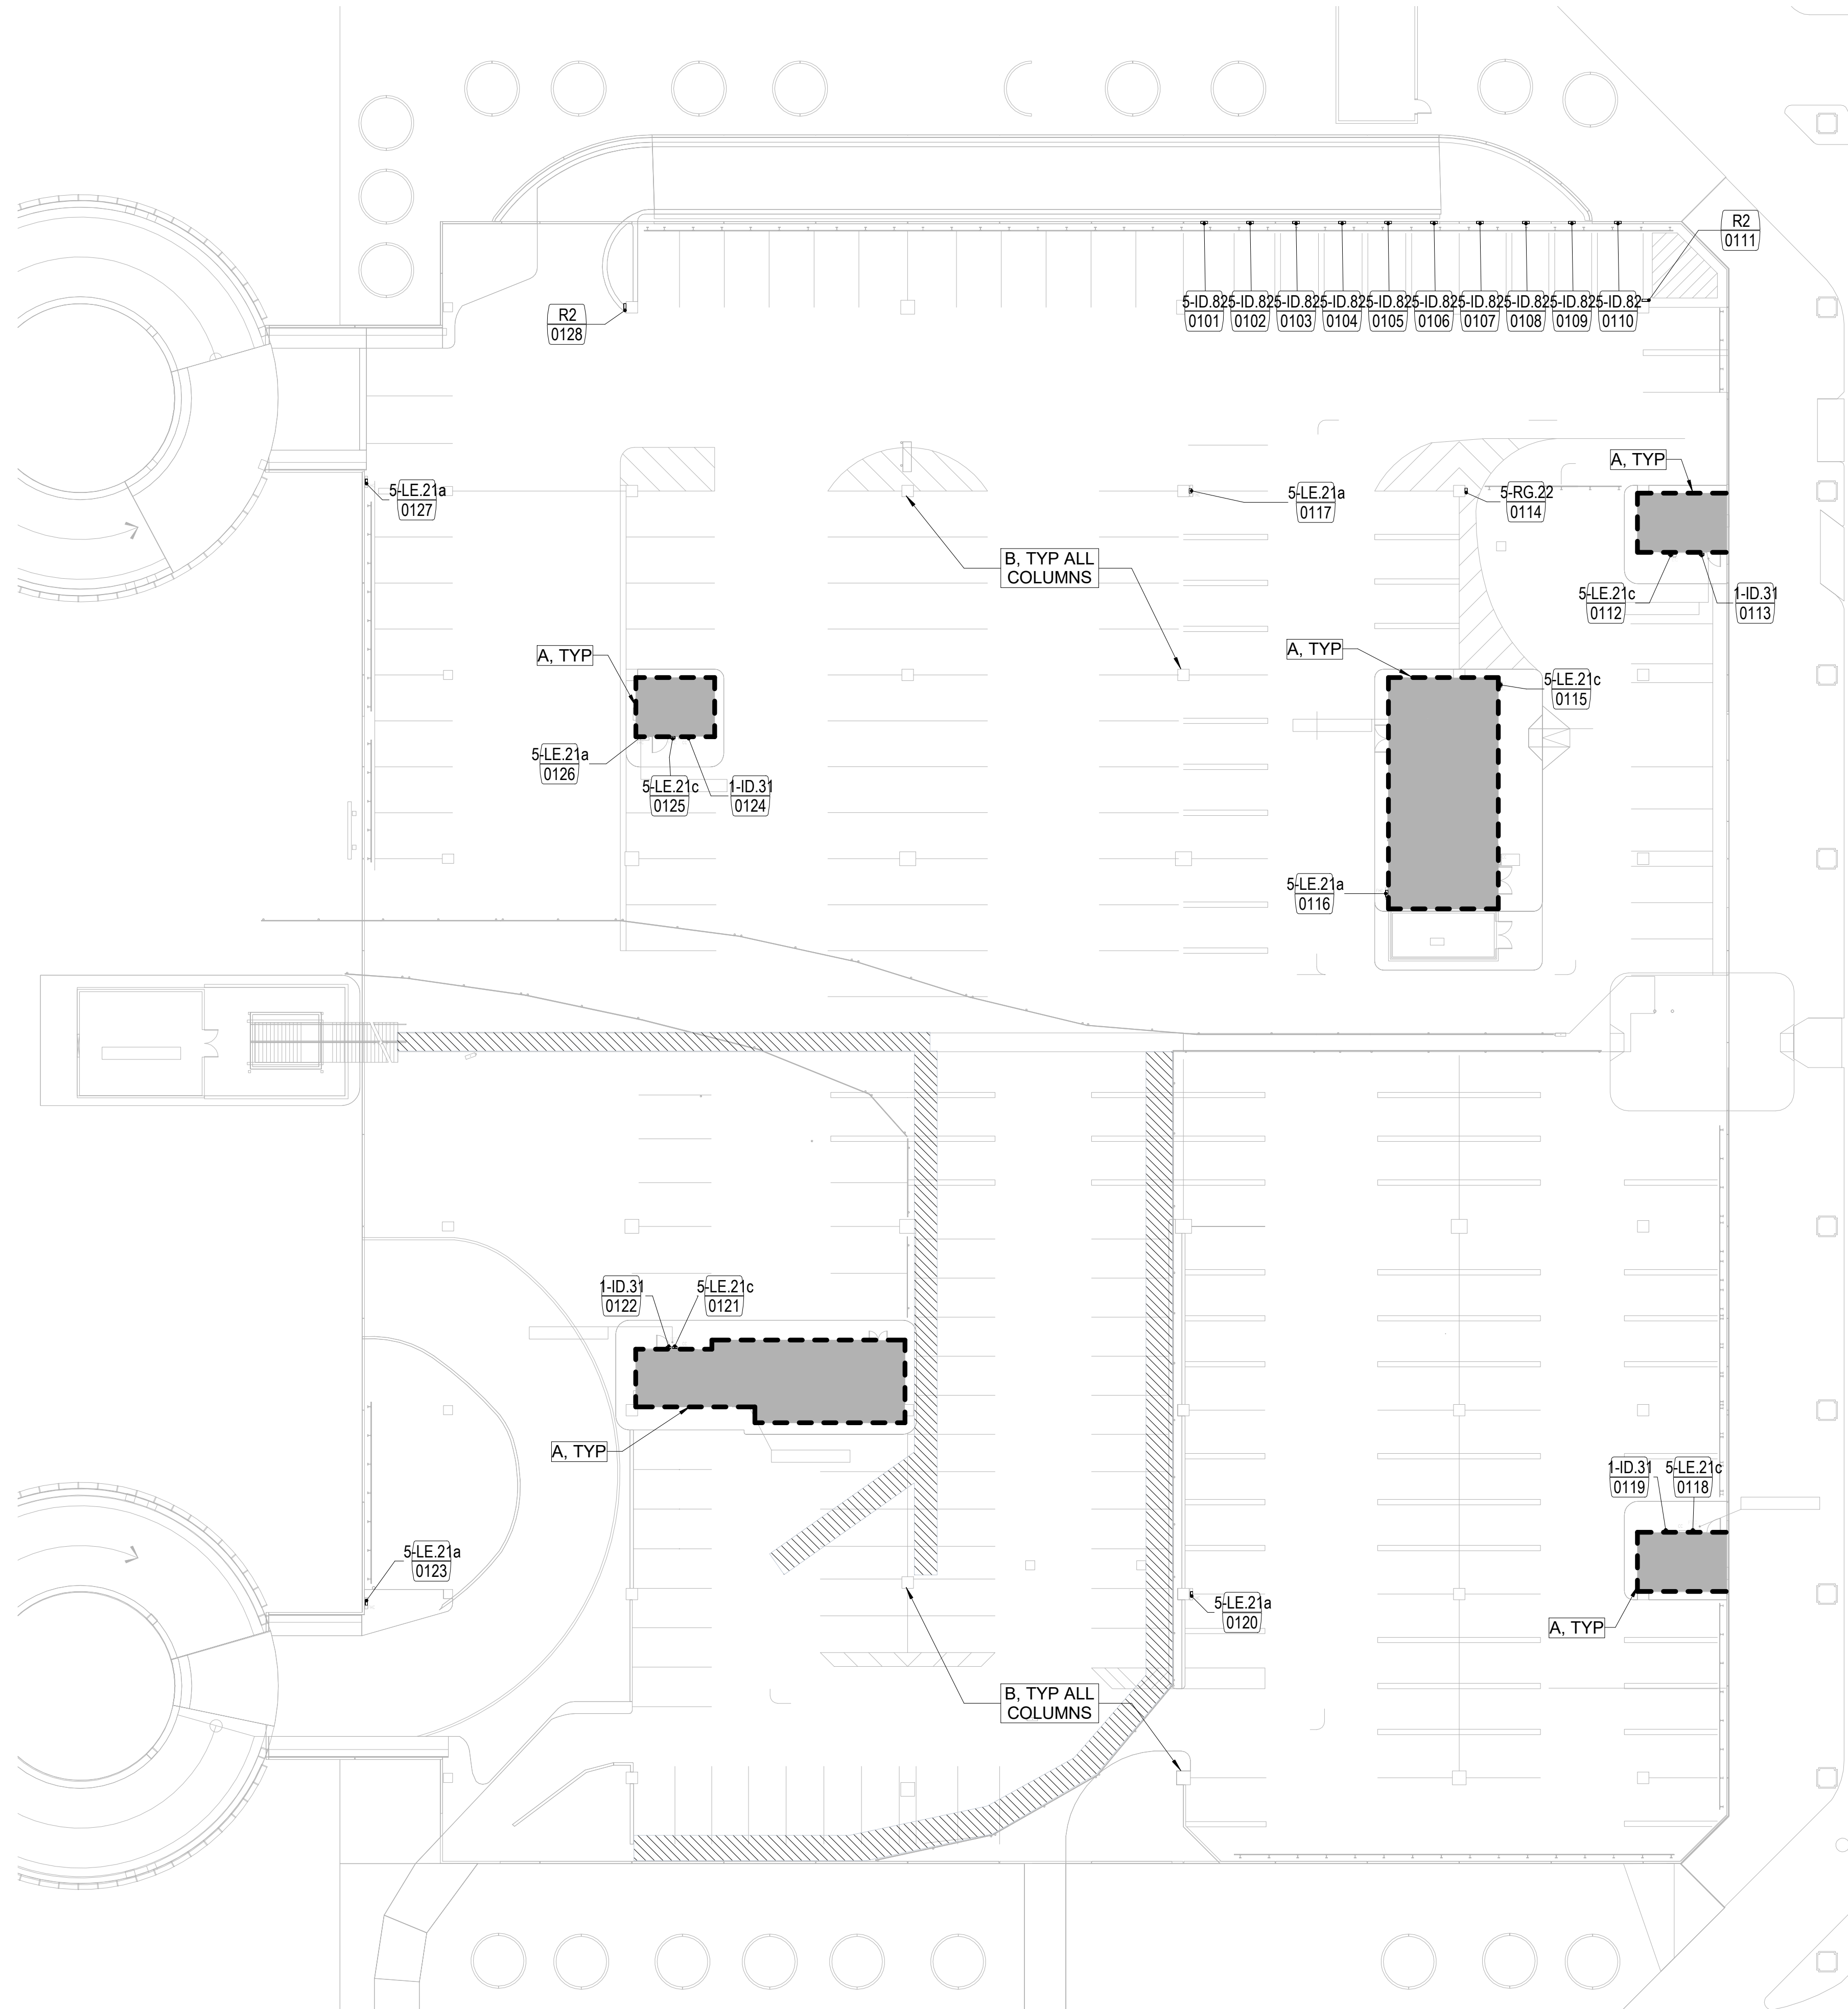 R2
0111
5-ID.82
0101
5-ID.82
0102
5-ID.82
0103
5-ID.82
0104
5-ID.82
0105
5-ID.82
0106
5-ID.82
0107
5-ID.82
0108
5-ID.82
0109
5-ID.82
0110
R2
0128
A, TYP
5-LE.21a
0127
5-LE.21a
0117
5-RG.22
0114
B, TYP ALL
COLUMNS
5-LE.21c
0112
1-ID.31
0113
A, TYP
A, TYP
5-LE.21c
0115
5-LE.21a
0126
5-LE.21c
0125
1-ID.31
0124
5-LE.21a
0116
1-ID.31
0122
5-LE.21c
0121
A, TYP
1-ID.31
0119
5-LE.21c
0118
5-LE.21a
0123
5-LE.21a
0120
A, TYP
B, TYP ALL
COLUMNS